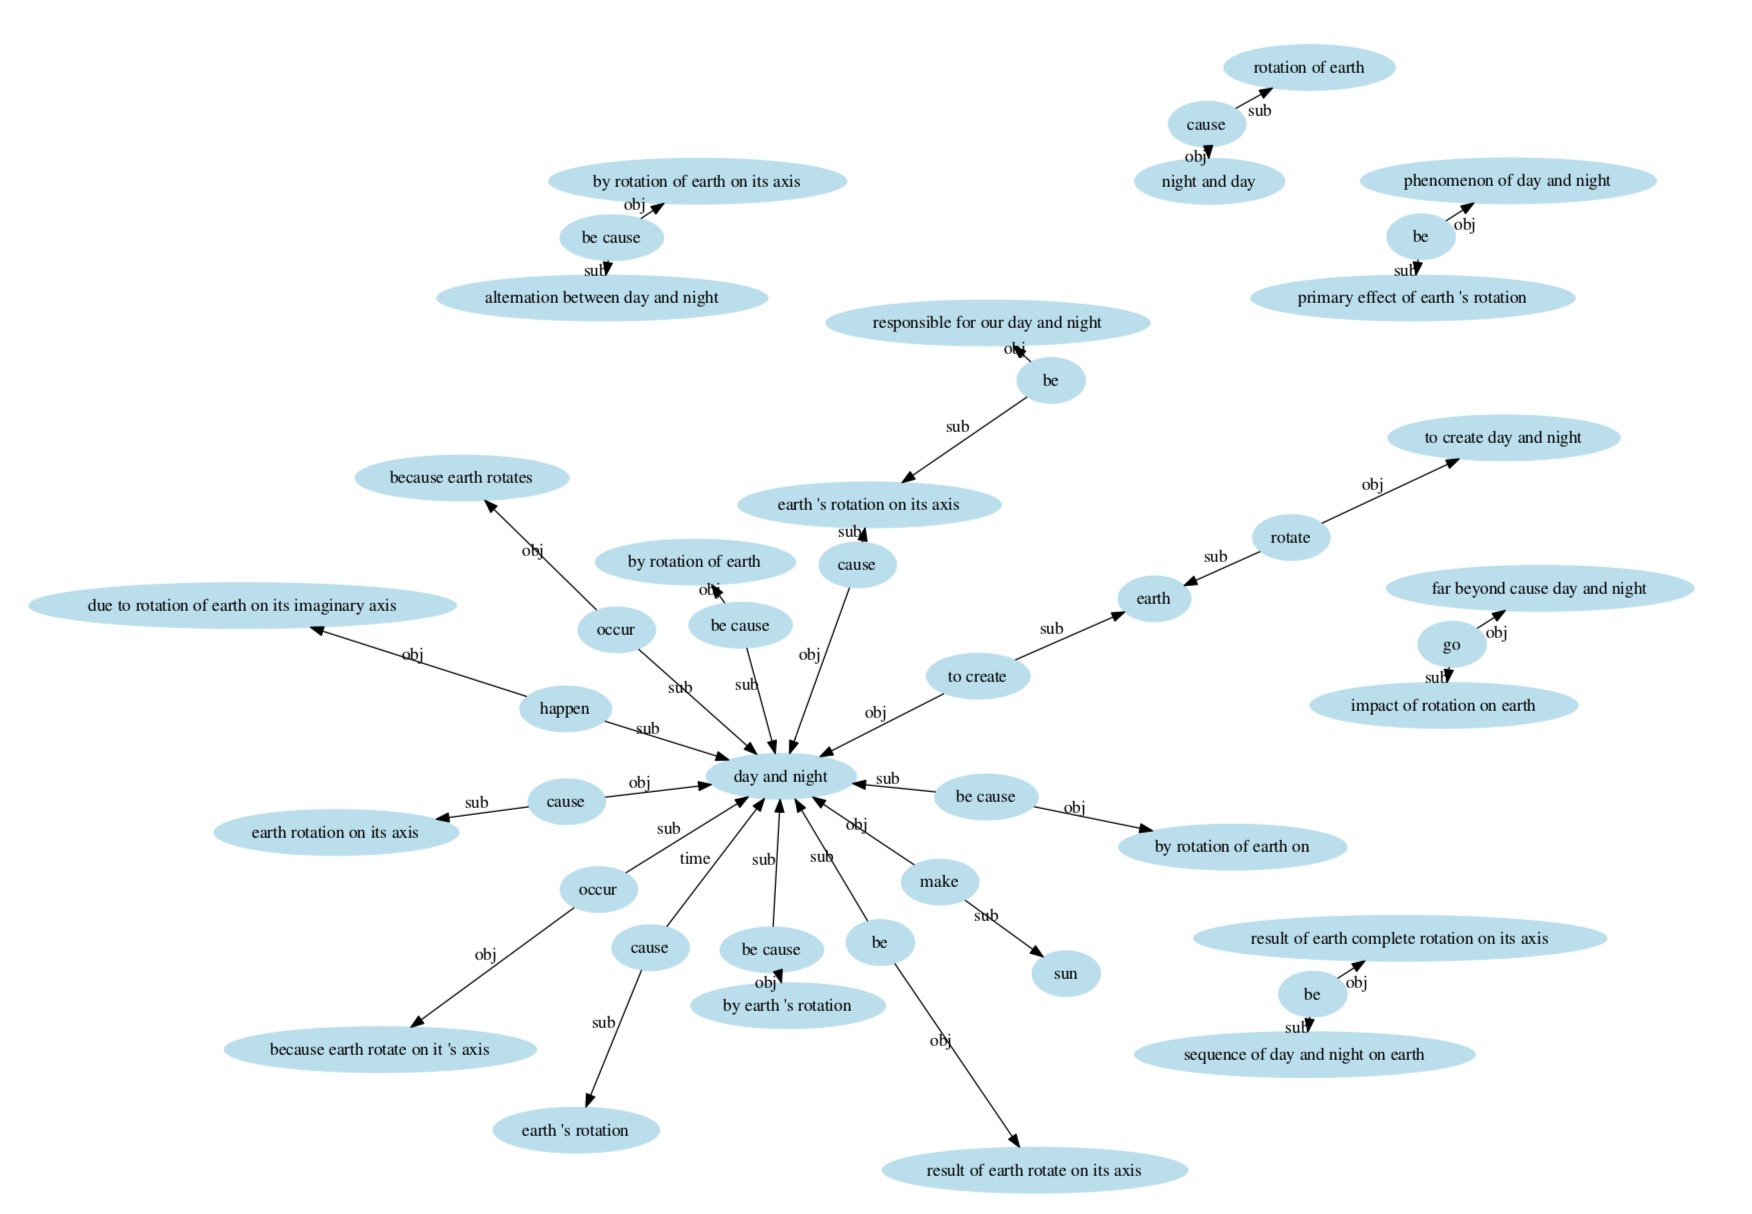 rotation of earth
cause
sub
obj
night and day
by rotation of earth on its axis
obj
be cause
sub
alternation between day and night
phenomenon of day and night
be
obj
sub
primary effect of earth 's rotation
responsible for our day and night
obj
be
sub
earth 's rotation on its axis
sub
cause
obj
to create day and night
obj
rotate
sub
earth
sub
to create
obj
because earth rotates
obj
occur
sub
by rotation of earth
obj
be cause
sub
due to rotation of earth on its imaginary axis
obj
happen
sub
far beyond cause day and night
go
obj
sub
impact of rotation on earth
day and night
cause
obj
sub
earth rotation on its axis
sub
be cause
obj
by rotation of earth on
sub
occur
obj
because earth rotate on it 's axis
time
cause
sub
earth 's rotation
sub
be cause
obj
by earth 's rotation
sub
be
obj
result of earth rotate on its axis
obj
make
sub
sun
result of earth complete rotation on its axis
be
obj
sub
sequence of day and night on earth